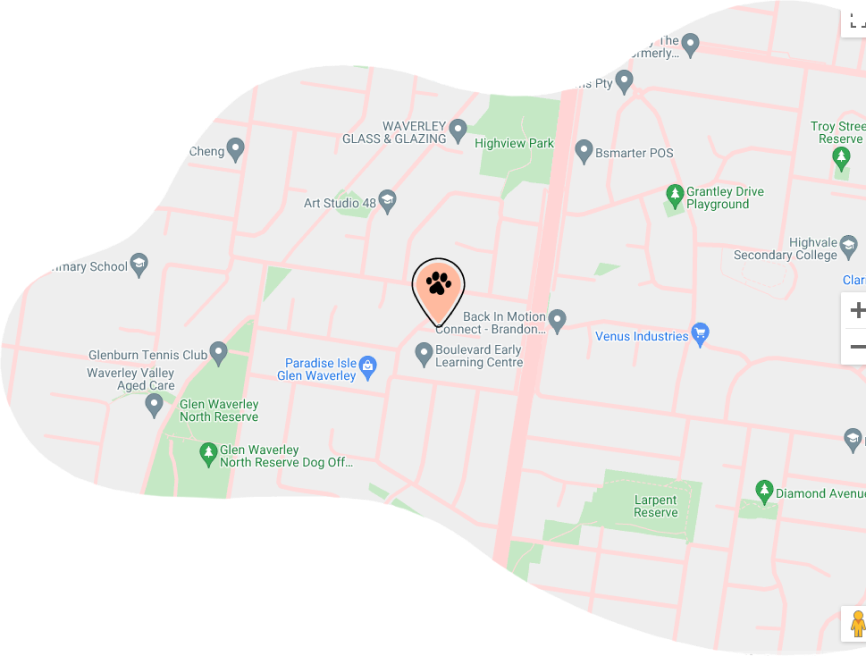 The
ormerly...
Pty
Troy Stree
Reserve
WAVERLEY
GLASS & GLAZING
Highview Park
Cheng
Bsmarter POS
Grantley Drive
Playground
Art Studio 48
Highvale
Secondary College
mary School
Clar
Back In Motion
Connect - Brandon...
Venus Industries
Glenburn Tennis Club
Boulevard Early
Learning Centre
Paradise Isle
Glen Waverley
Waverley Valley
Aged Care
Glen Waverley
North Reserve
Glen Waverley
North Reserve Dog Off...
Larpent
Reserve
Diamond Avenue